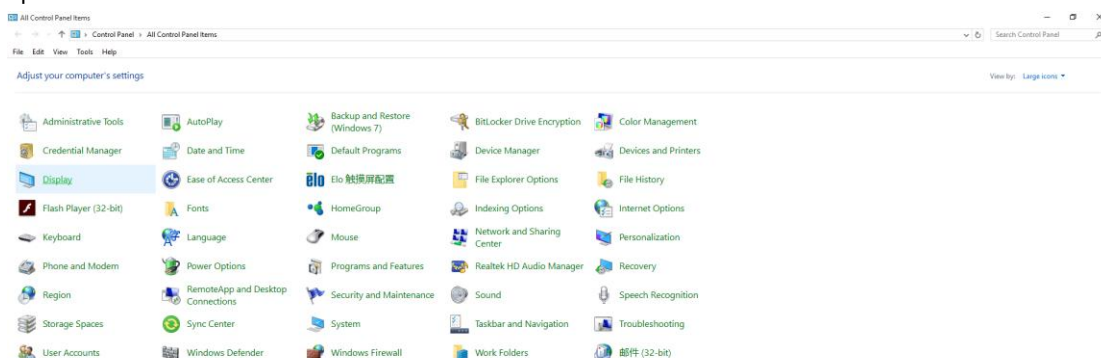 All Control Panel Items
Control Panel › All Control Panel Items
Search Control Panel
File Edit View Tools Help
Adjust your computer's settings
View by: Large icons
Administrative Tools
AutoPlay
Backup and Restore
(Windows 7)
BitLocker Drive Encryption
Color Management
Credential Manager
Date and Time
Default Programs
Device Manager
Devices and Printers
Display
Ease of Access Center
elo
Elo 触摸屏配置
File Explorer Options
File History
Flash Player (32-bit)
Fonts
HomeGroup
Indexing Options
Internet Options
Keyboard
Language
Mouse
Network and Sharing
Center
Personalization
Phone and Modem
Power Options
Programs and Features
Realtek HD Audio Manager
Recovery
Region
RemoteApp and Desktop
Connections
Security and Maintenance
Sound
Speech Recognition
Storage Spaces
Sync Center
System
Taskbar and Navigation
Troubleshooting
User Accounts
Windows Defender
Windows Firewall
Work Folders
邮件 (32-bit)